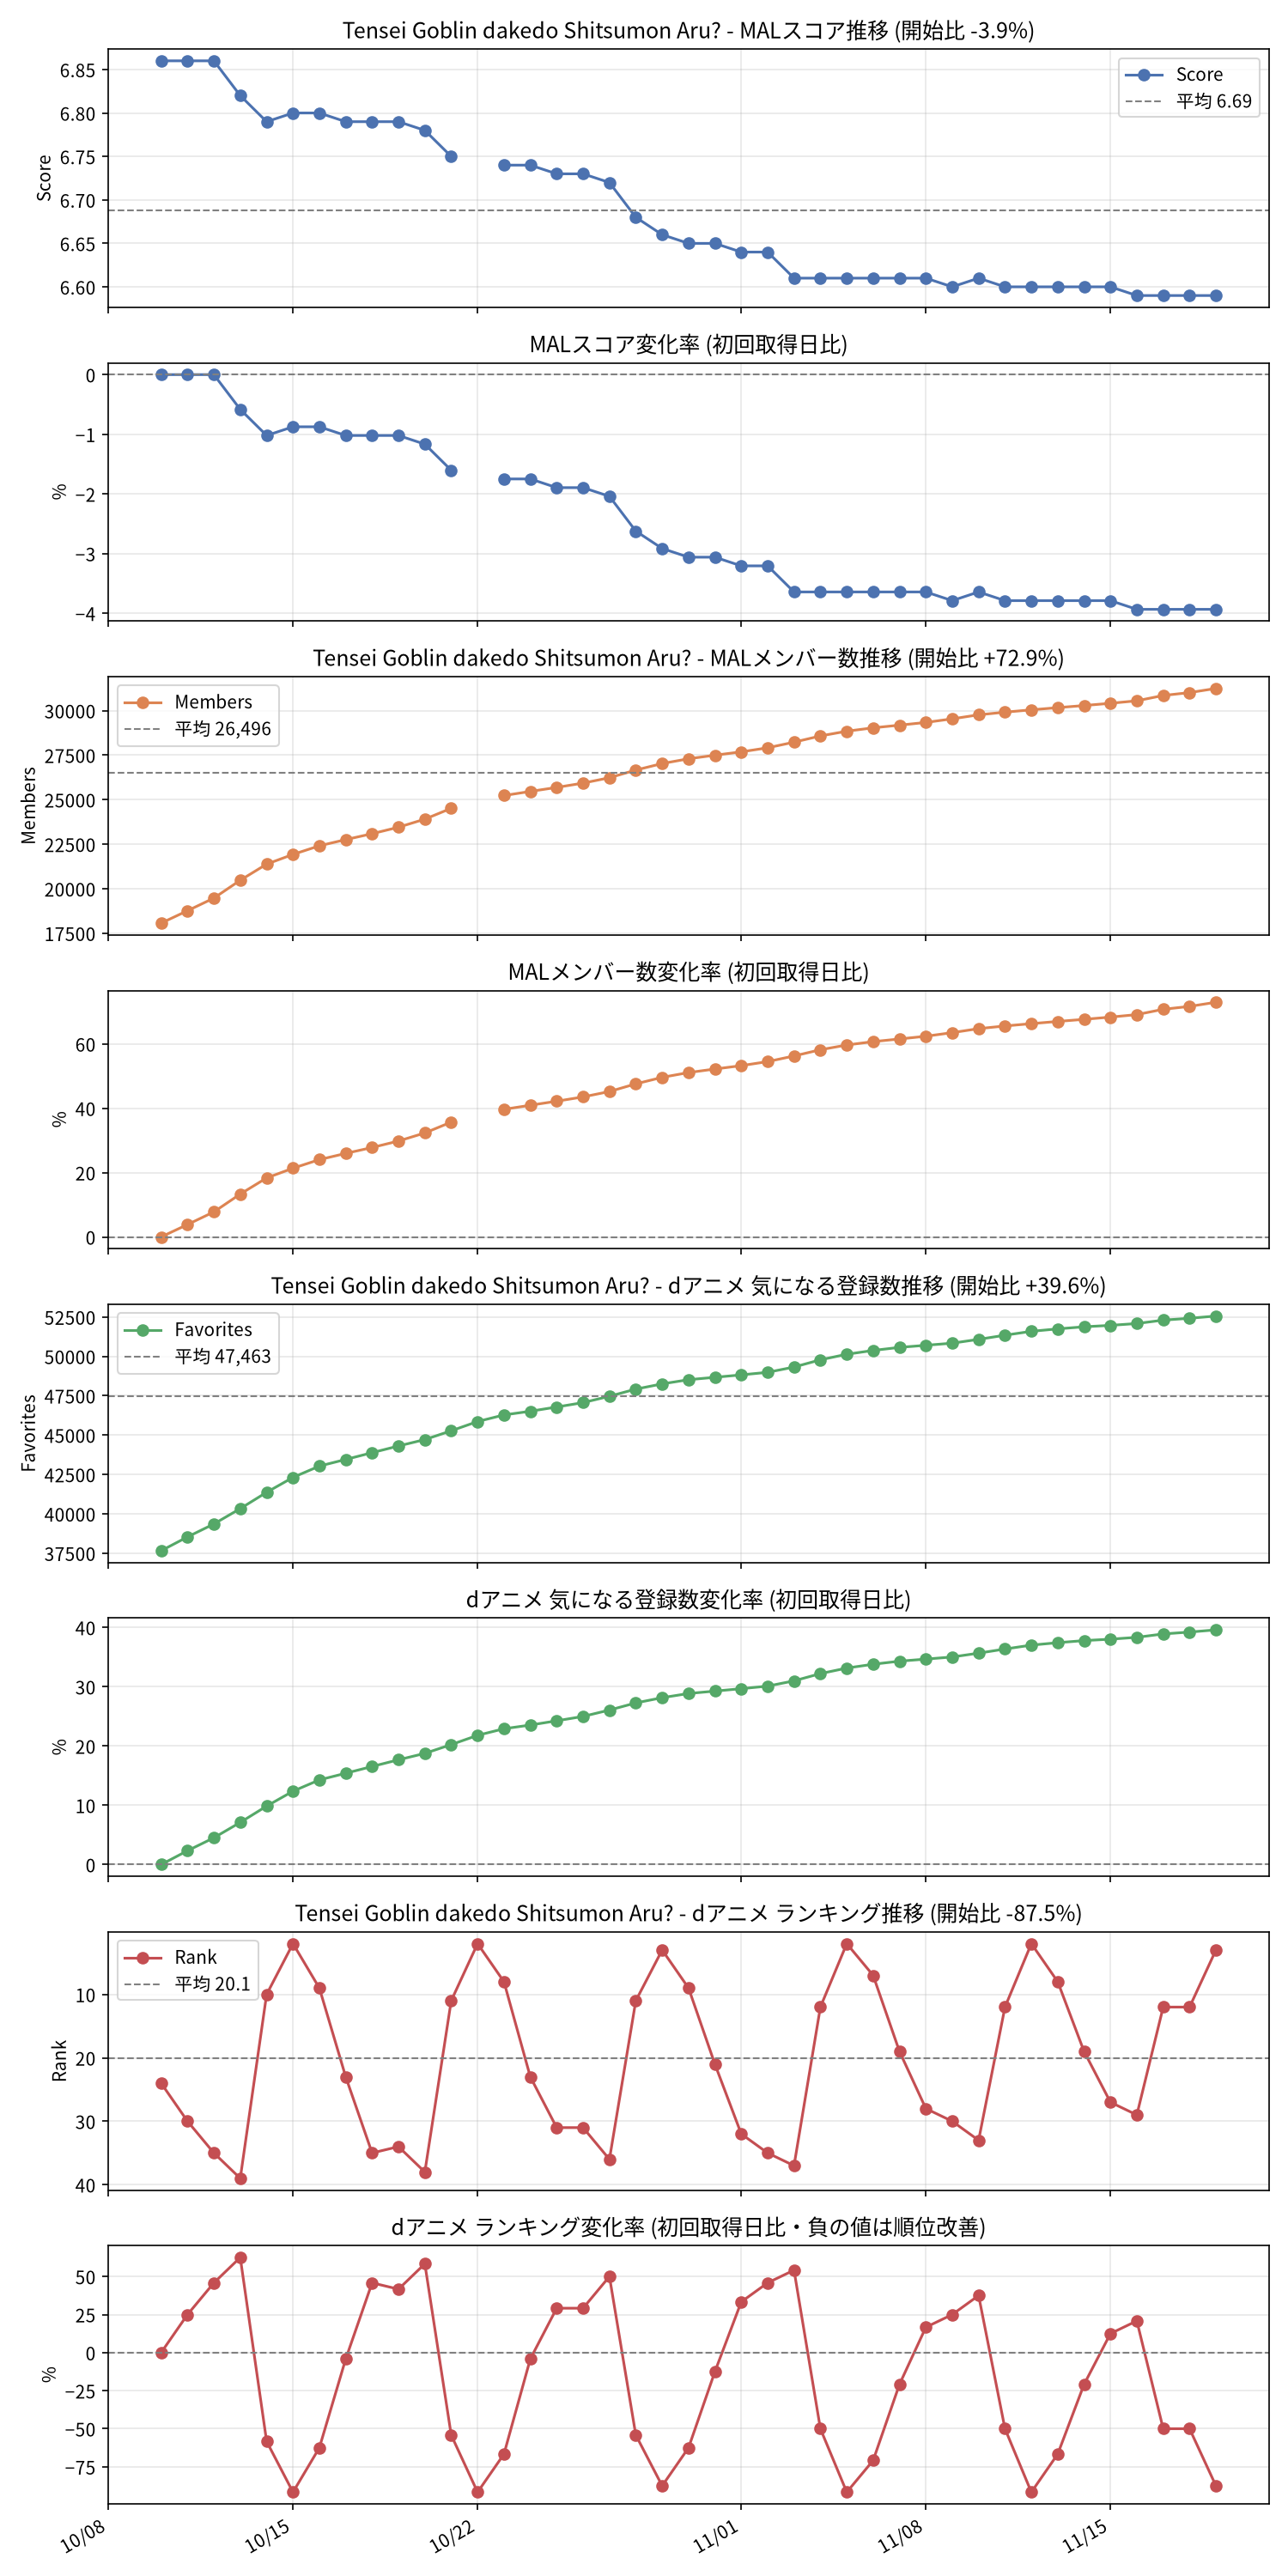 Tensei Goblin dakedo Shitsumon Aru? - MALスコア推移 (開始比 -3.9%)
Score
6.85
6.80
6.75
6.70
6.65
6.60
Score
平均 6.69
MALスコア変化率 (初回取得日比)
%
0
−1
−2
−3
−4
Tensei Goblin dakedo Shitsumon Aru? - MALメンバー数推移 (開始比 +72.9%)
Members
30000
27500
25000
22500
20000
17500
Members
平均 26,496
MALメンバー数変化率 (初回取得日比)
%
60
40
20
0
Tensei Goblin dakedo Shitsumon Aru? - dアニメ 気になる登録数推移 (開始比 +39.6%)
Favorites
52500
50000
47500
45000
42500
40000
37500
Favorites
平均 47,463
dアニメ 気になる登録数変化率 (初回取得日比)
%
40
30
20
10
0
Tensei Goblin dakedo Shitsumon Aru? - dアニメ ランキング推移 (開始比 -87.5%)
Rank
10
20
30
40
Rank
平均 20.1
dアニメ ランキング変化率 (初回取得日比・負の値は順位改善)
%
50
25
0
−25
−50
−75
10/08
10/15
10/22
11/01
11/08
11/15